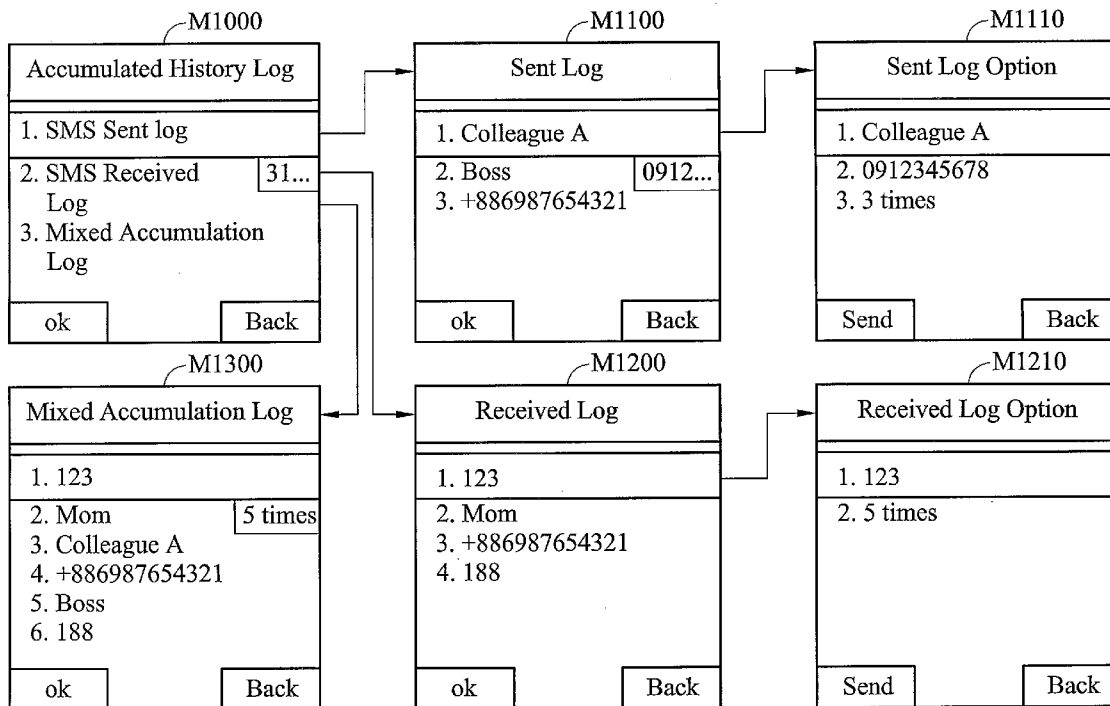 M1000
Accumulated History Log
1. SMS Sent log
2. SMS Received
Log
31...
3. Mixed Accumulation
Log
ok
Back
M1100
Sent Log
1. Colleague A
2. Boss
0912...
3. +886987654321
ok
Back
M1110
Sent Log Option
1. Colleague A
2. 0912345678
3. 3 times
Send
Back
M1300
Mixed Accumulation Log
1. 123
2. Mom
5 times
3. Colleague A
4. +886987654321
5. Boss
6. 188
ok
Back
M1200
Received Log
1. 123
2. Mom
3. +886987654321
4. 188
ok
Back
M1210
Received Log Option
1. 123
2. 5 times
Send
Back